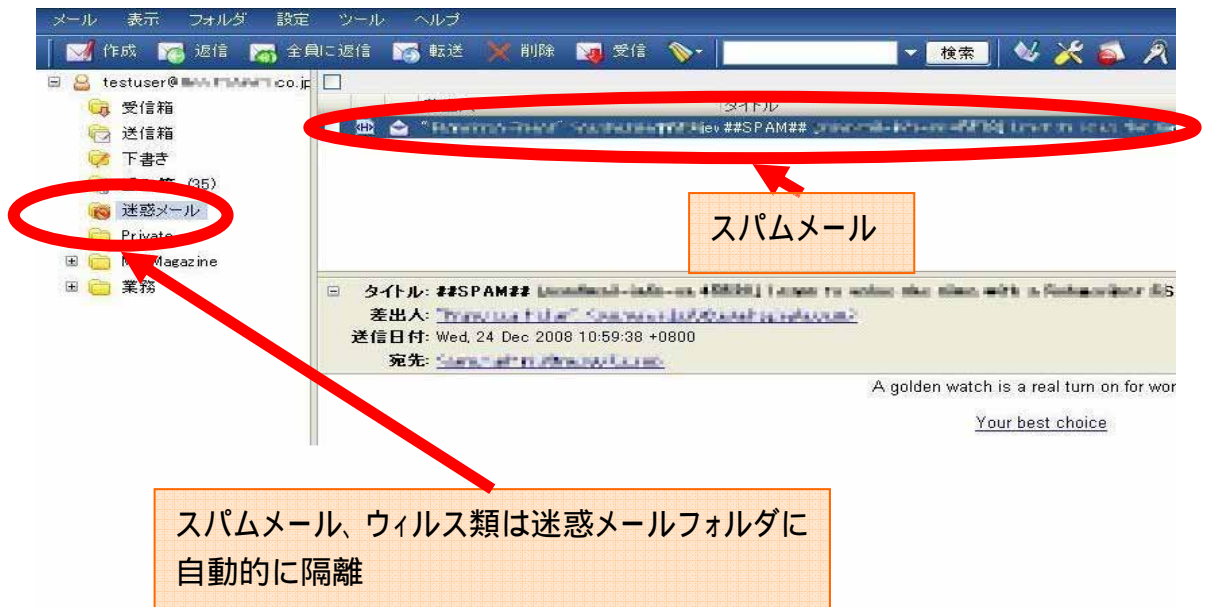 メール 表示 フォルダ 設定 ツール ヘルプ
作成 返信 全員に返信 転送 削除 受信 検索
testuser@ co.jp
受信箱
送信箱
下書き
(35)
迷惑メール
Private
Magazine
業務
タイトル
##SPAM##
スパムメール
タイトル: ##SPAM##
差出人:
送信日付: Wed, 24 Dec 2008 10:59:38 +0800
宛先:
A golden watch is a real turn on for wor
Your best choice
スパムメール、ウィルス類は迷惑メールフォルダに
自動的に隔離